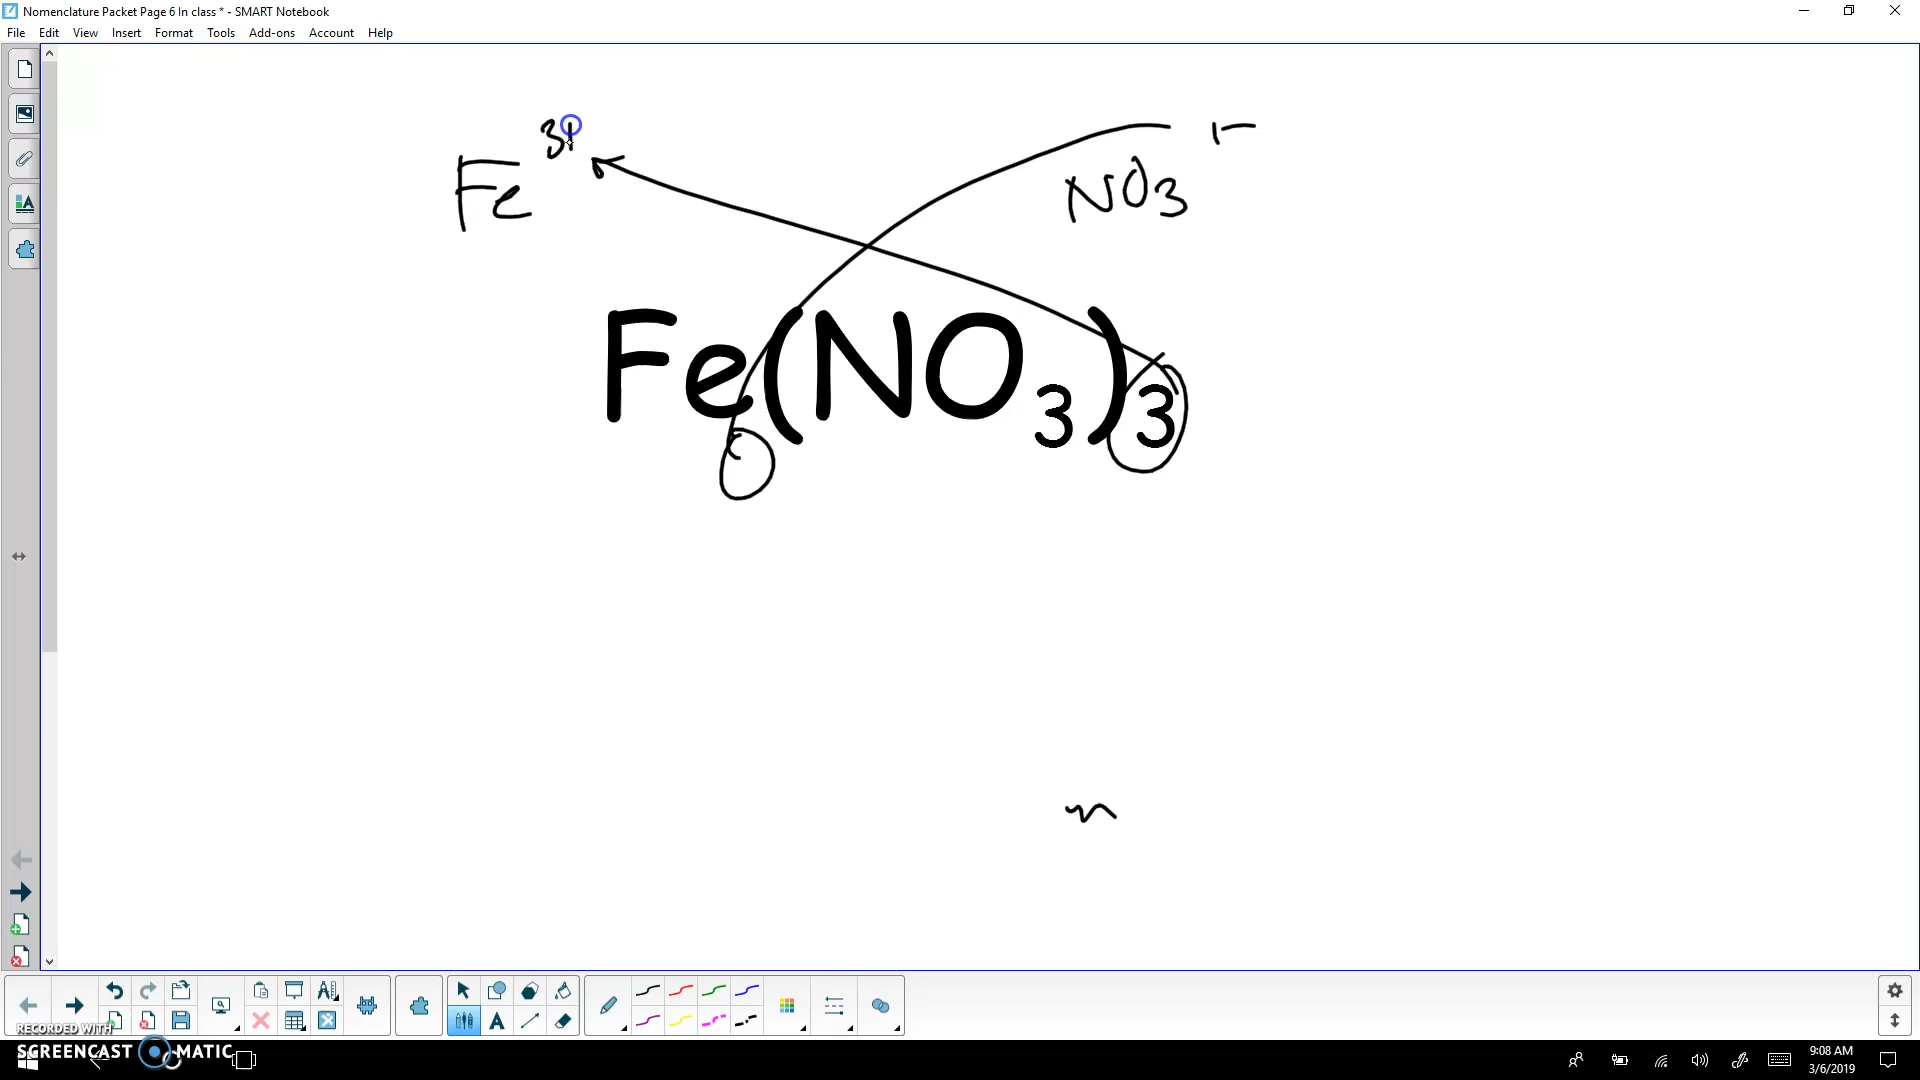 Nomenclature Packet Page 6 In class * - SMART Notebook
File Edit View Insert Format Tools Add-ons Account Help
Fe 3+ NO3 1-
Fe(NO3)3
RECORDED WITH
SCREENCAST MATIC
9:08 AM
3/6/2019